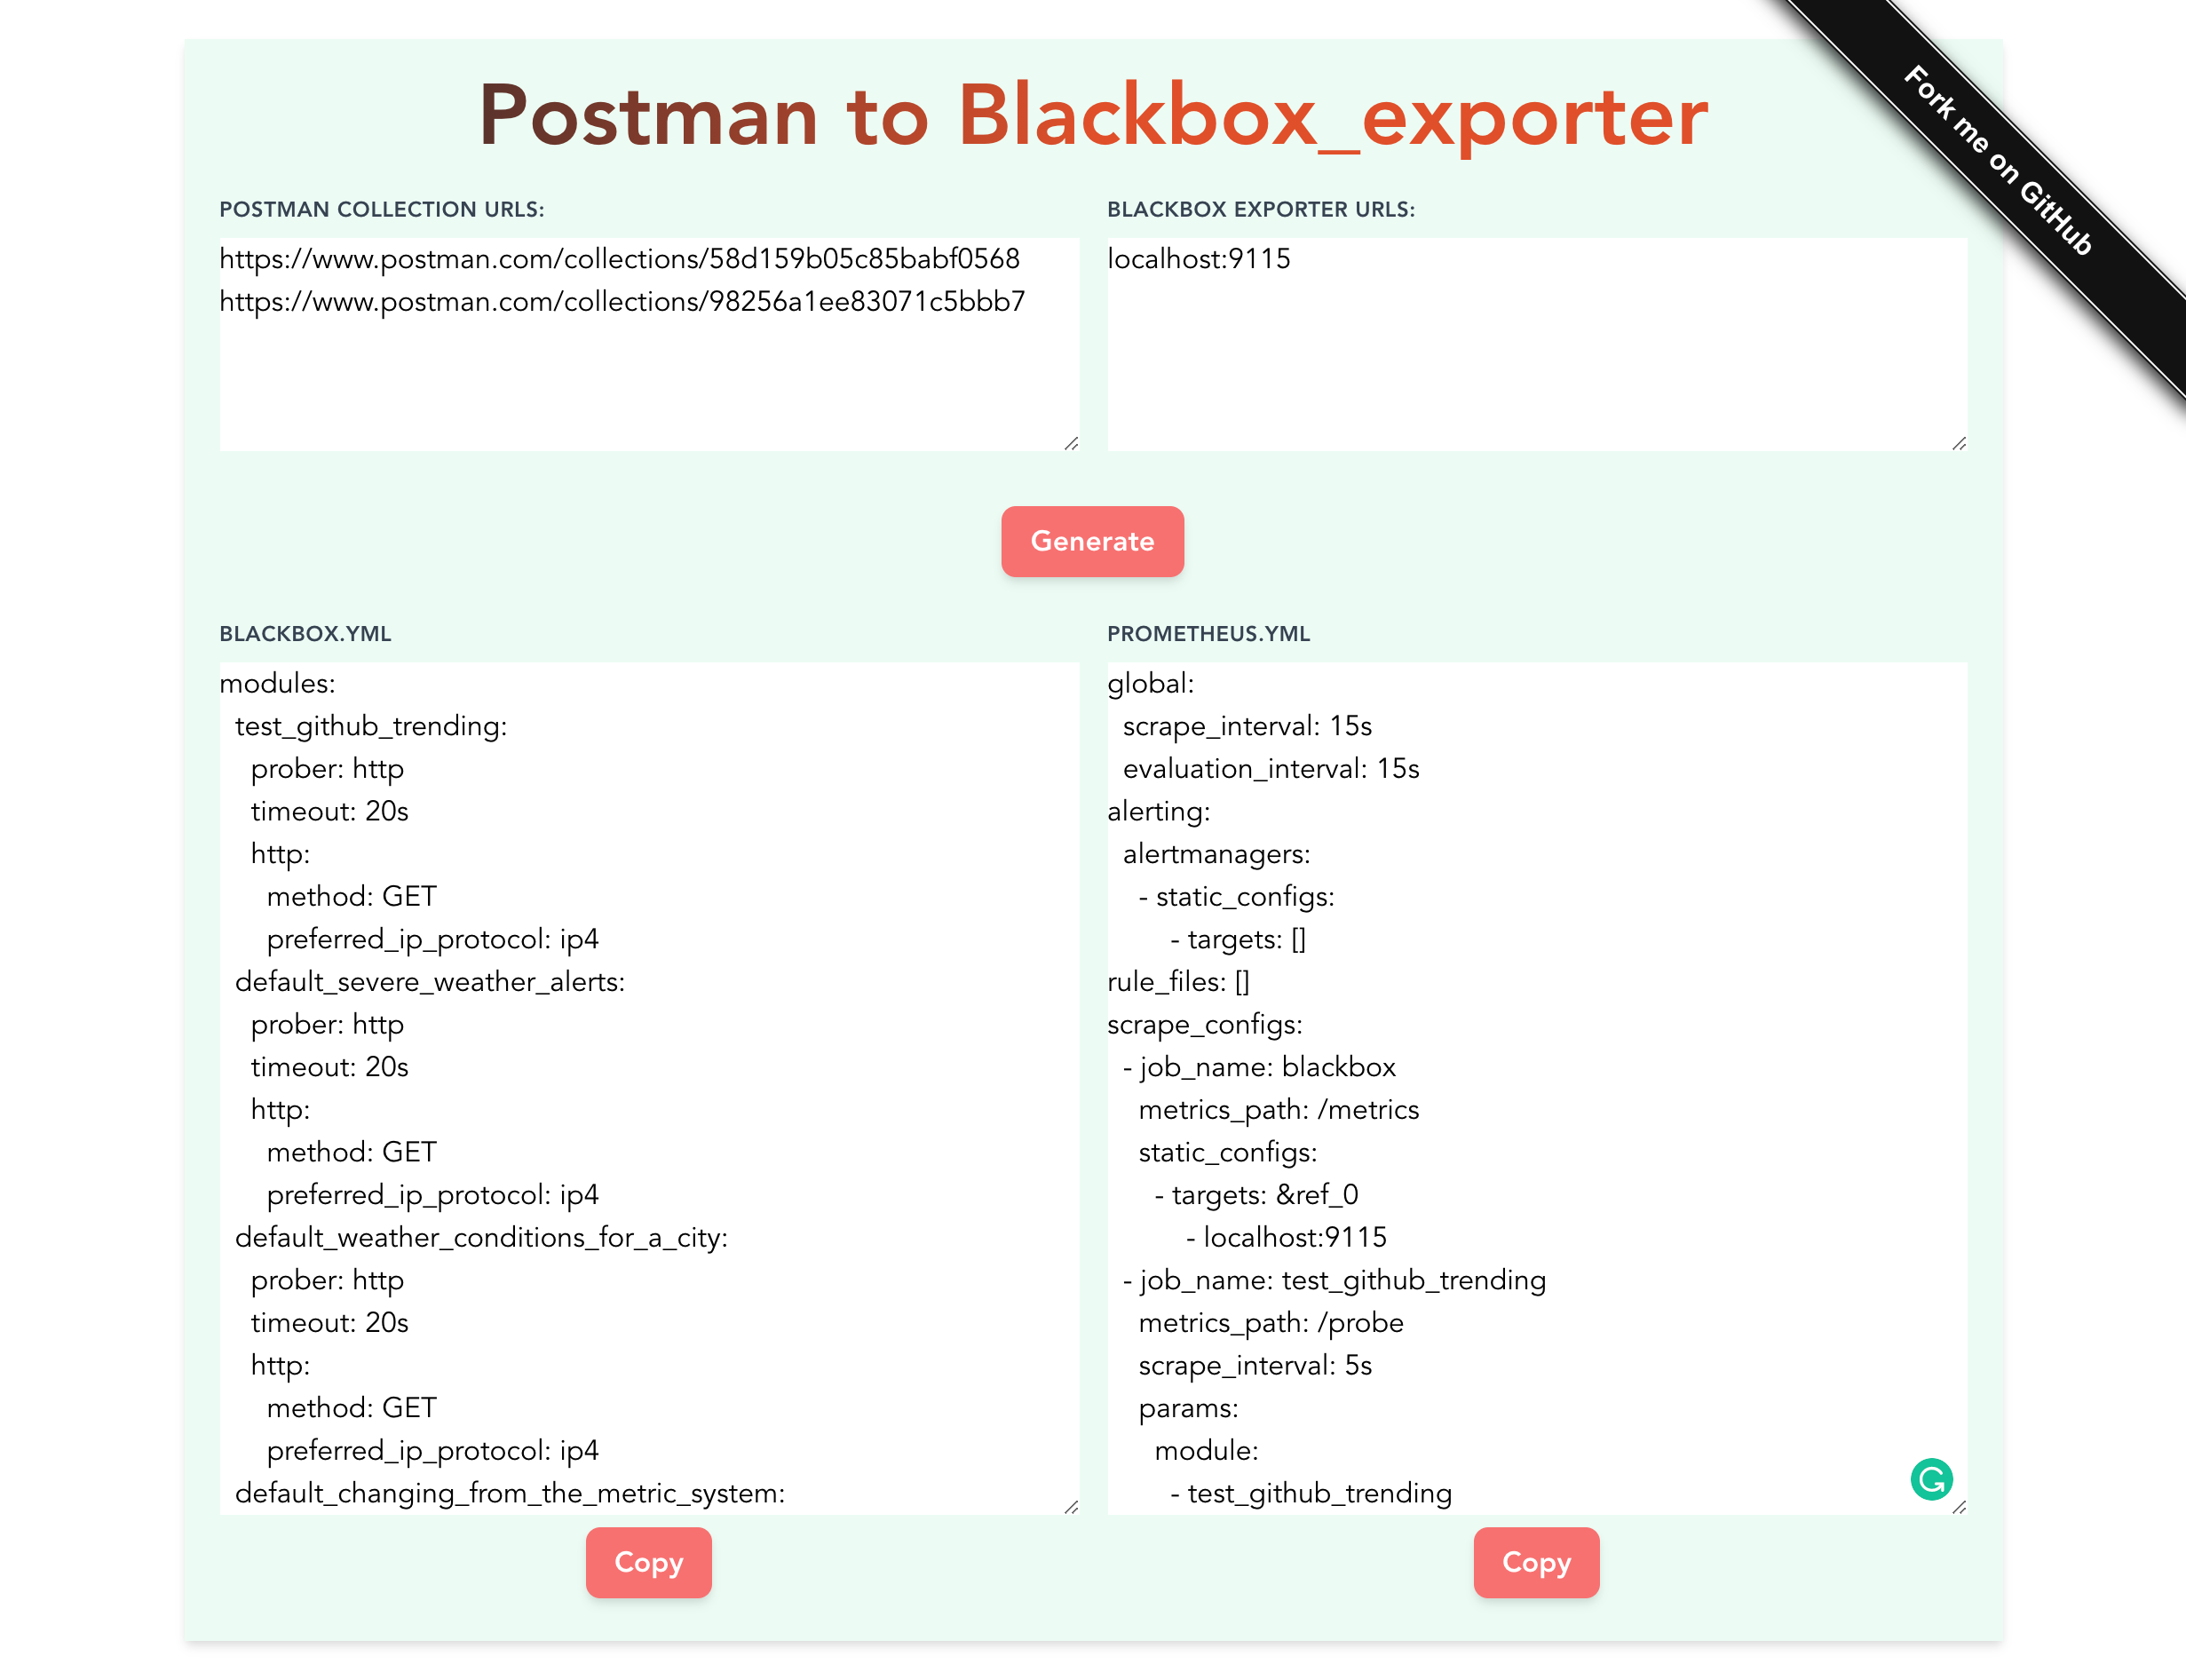 Postman to Blackbox_exporter
Fork me on GitHub
POSTMAN COLLECTION URLS:
https://www.postman.com/collections/58d159b05c85babf0568
https://www.postman.com/collections/98256a1ee83071c5bbb7
BLACKBOX EXPORTER URLS:
localhost:9115
Generate
BLACKBOX.YML
modules:
  test_github_trending:
    prober: http
    timeout: 20s
    http:
      method: GET
      preferred_ip_protocol: ip4
  default_severe_weather_alerts:
    prober: http
    timeout: 20s
    http:
      method: GET
      preferred_ip_protocol: ip4
  default_weather_conditions_for_a_city:
    prober: http
    timeout: 20s
    http:
      method: GET
      preferred_ip_protocol: ip4
  default_changing_from_the_metric_system:
Copy
PROMETHEUS.YML
global:
  scrape_interval: 15s
  evaluation_interval: 15s
alerting:
  alertmanagers:
    - static_configs:
        - targets: []
rule_files: []
scrape_configs:
  - job_name: blackbox
    metrics_path: /metrics
    static_configs:
      - targets: &ref_0
          - localhost:9115
  - job_name: test_github_trending
    metrics_path: /probe
    scrape_interval: 5s
    params:
      module:
        - test_github_trending
Copy